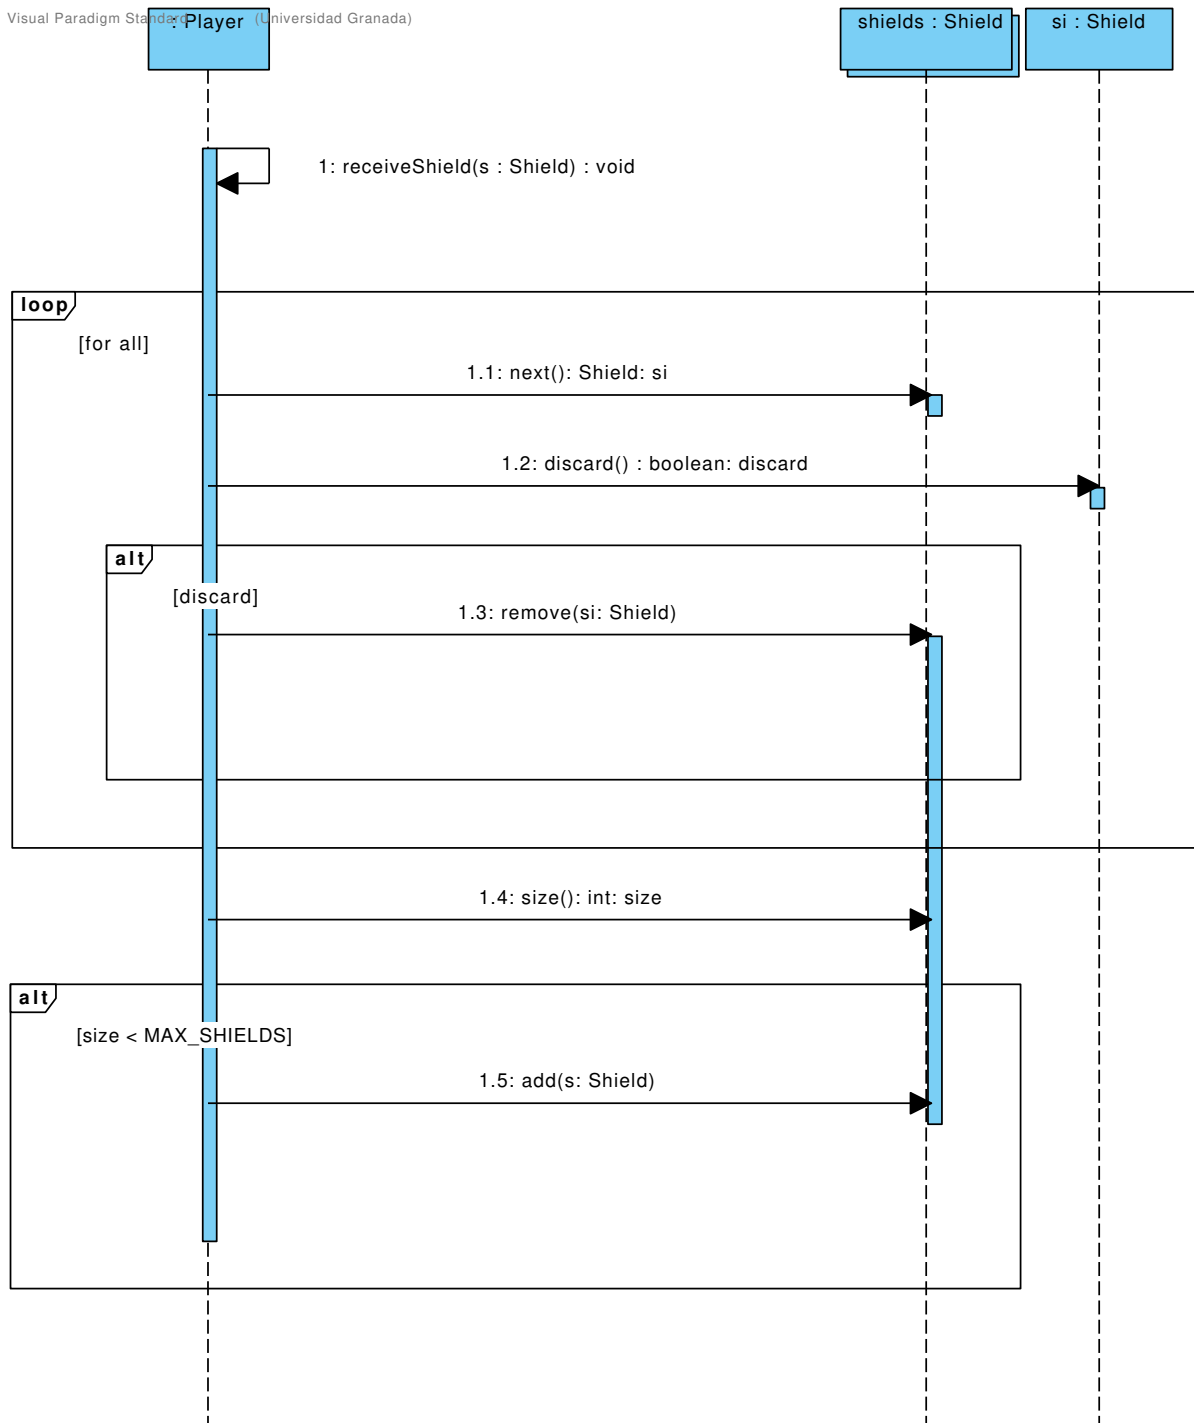 Visual Paradigm Standard (Universidad Granada)
: Player
shields : Shield
si : Shield
1: receiveShield(s : Shield) : void
loop
[for all]
1.1: next(): Shield: si
1.2: discard() : boolean: discard
alt
[discard]
1.3: remove(si: Shield)
1.4: size(): int: size
alt
[size < MAX_SHIELDS]
1.5: add(s: Shield)